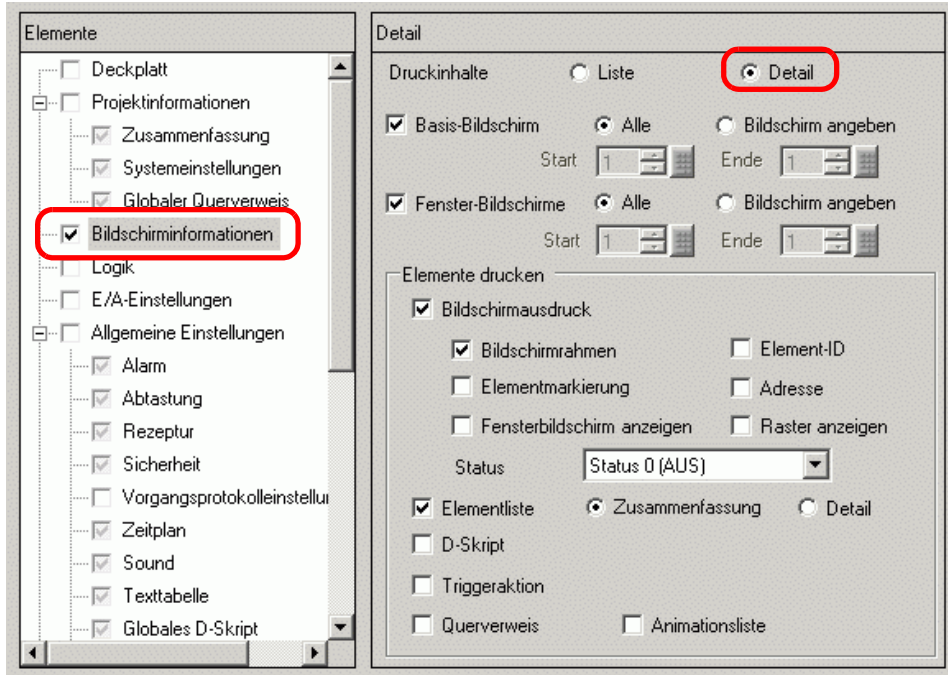 Elemente
Deckplatt
Projektinformationen
Zusammenfassung
Systemeinstellungen
Globaler Querverweis
Bildschirminformationen
Logik
E/A-Einstellungen
Allgemeine Einstellungen
Alarm
Abtastung
Rezeptur
Sicherheit
Vorgangsprotokolleinstellu
Zeitplan
Sound
Texttabelle
Globales D-Skript
Detail
Druckinhalte Liste Detail
Basis-Bildschirm Alle Bildschirm angeben
Start 1 Ende 1
Fenster-Bildschirme Alle Bildschirm angeben
Start 1 Ende 1
Elemente drucken
Bildschirmausdruck
Bildschirmrahmen Element-ID
Elementmarkierung Adresse
Fensterbildschirm anzeigen Raster anzeigen
Status Status 0 (AUS)
Elementliste Zusammenfassung Detail
D-Skript
Triggeraktion
Querverweis Animationsliste